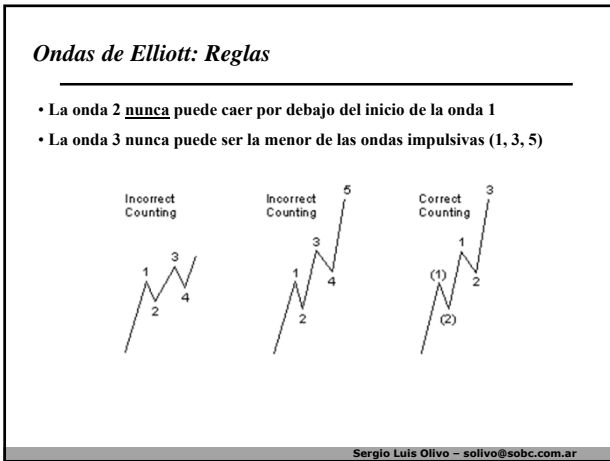 Ondas de Elliott: Reglas
• La onda 2 nunca puede caer por debajo del inicio de la onda 1
• La onda 3 nunca puede ser la menor de las ondas impulsivas (1, 3, 5)
Incorrect
Counting
1
2
3
4
Incorrect
Counting
1
2
3
4
5
Correct
Counting
(1)
(2)
1
2
3
Sergio Luis Olivo – solivo@sobc.com.ar